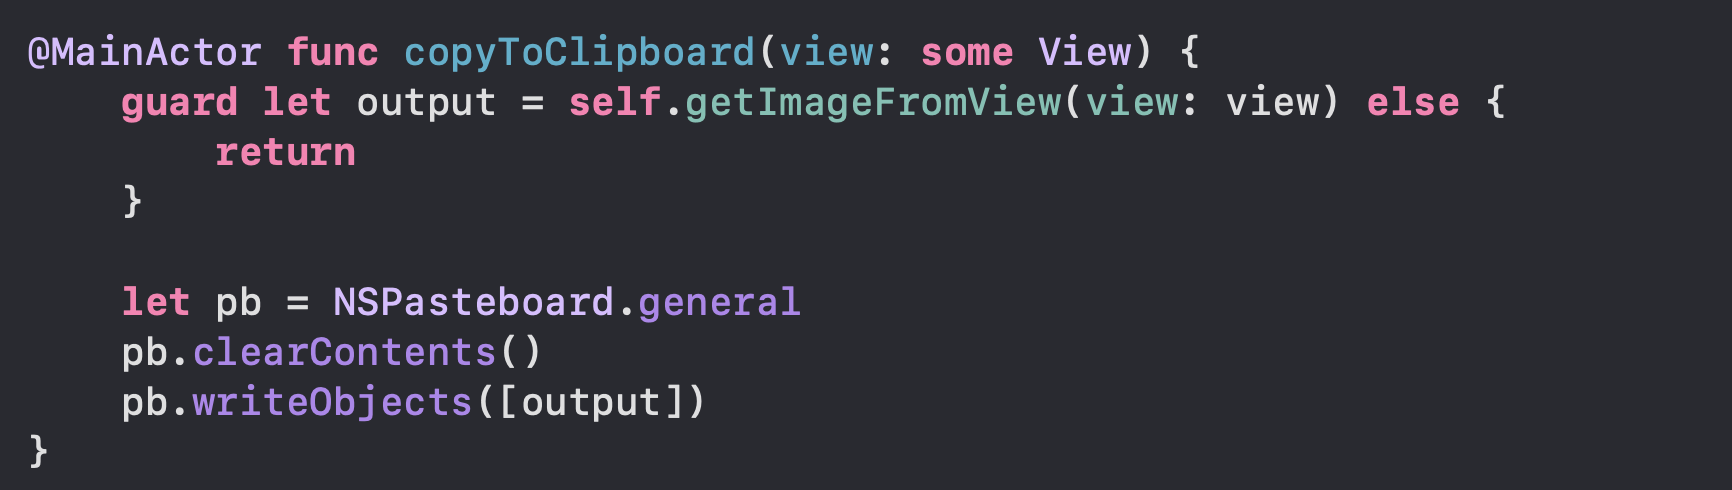 @MainActor func copyToClipboard(view: some View) {
    guard let output = self.getImageFromView(view: view) else {
        return
    }

    let pb = NSPasteboard.general
    pb.clearContents()
    pb.writeObjects([output])
}